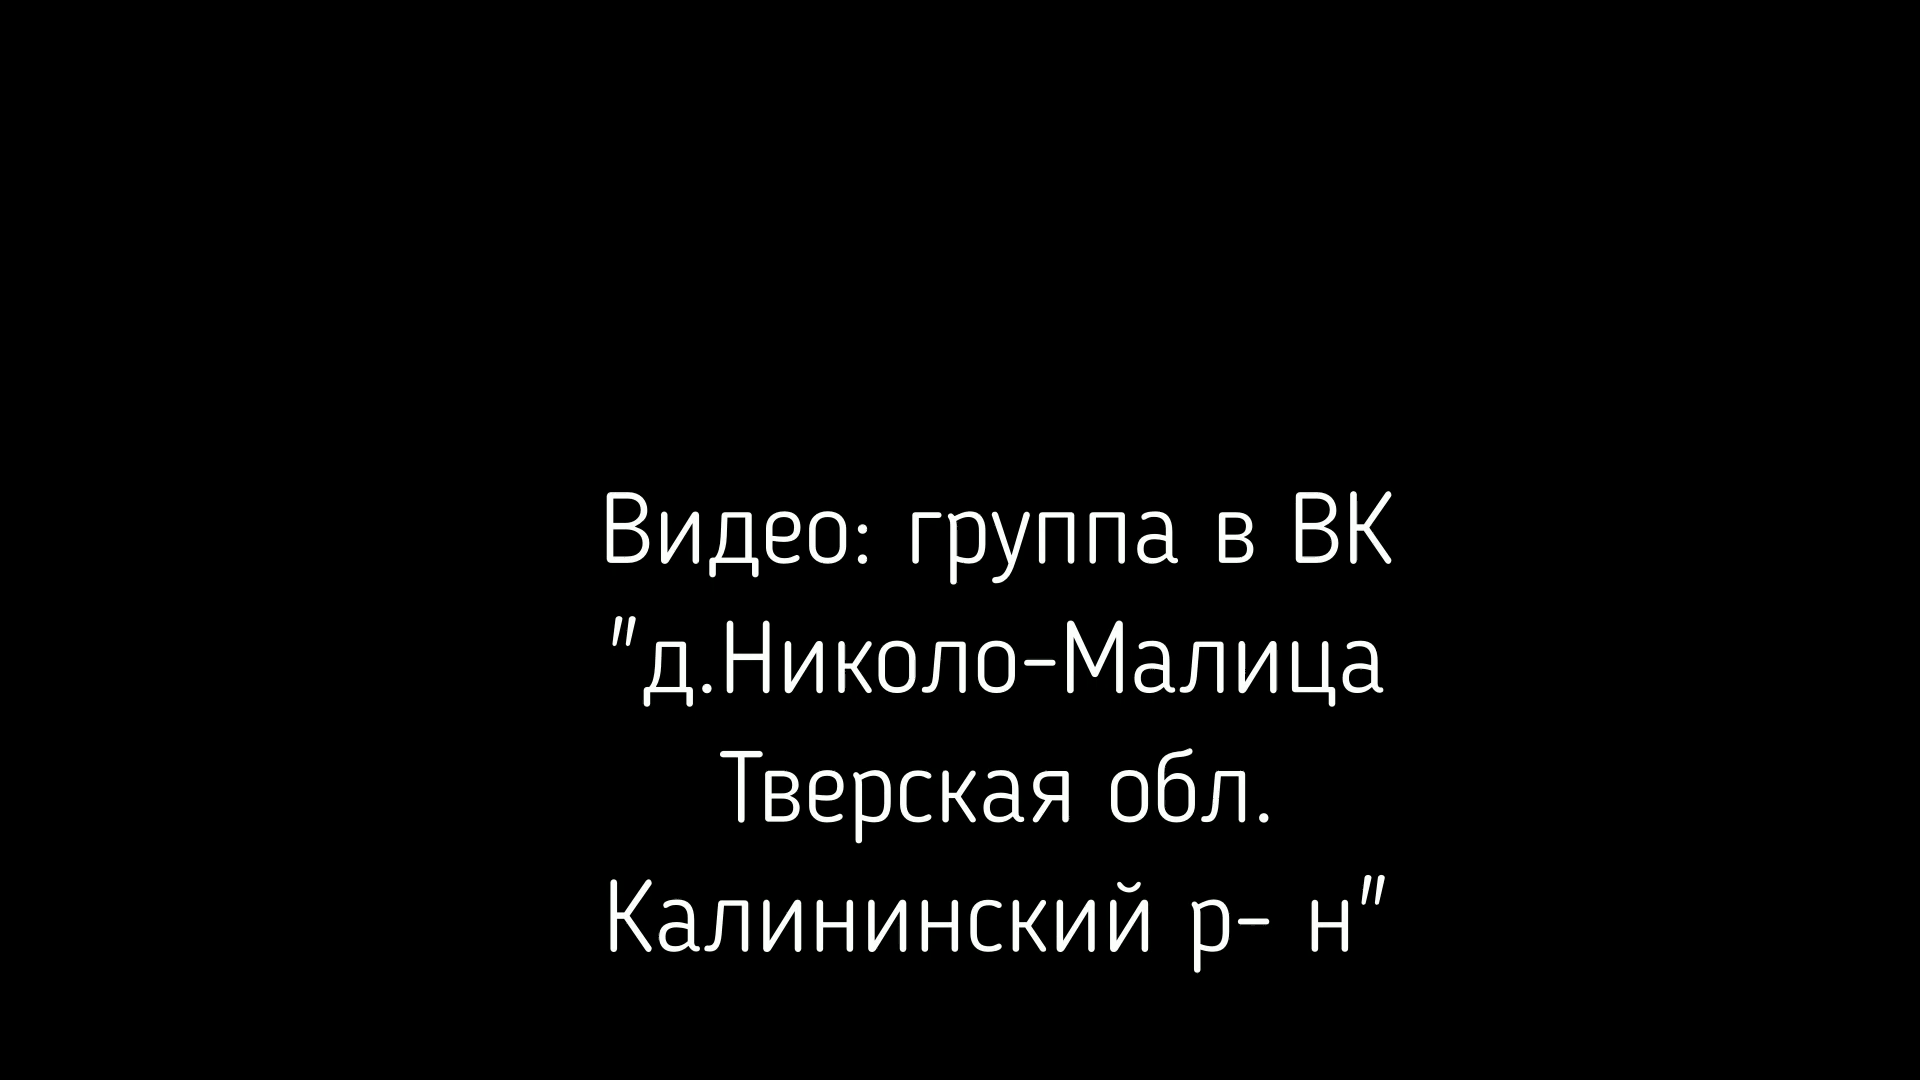 Видео: группа в ВК
"д.Николо-Малица
Тверская обл.
Калининский р- н"